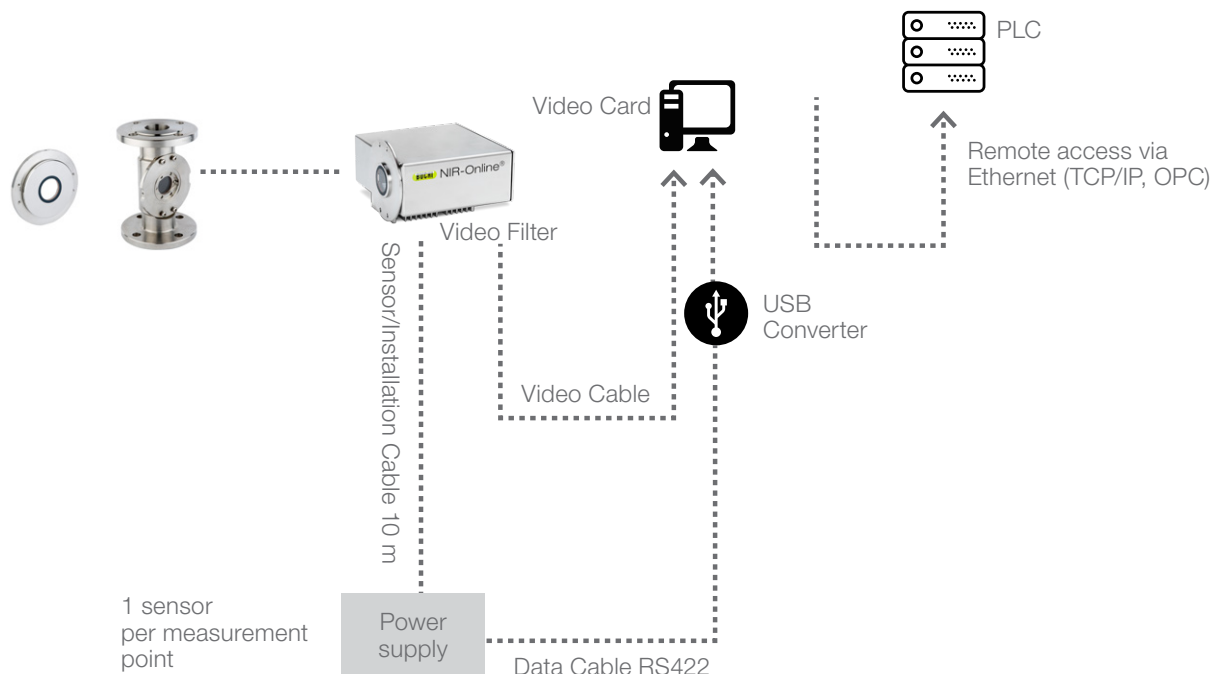 PLC
Video Card
Remote access via
Ethernet (TCP/IP, OPC)
BUCHI NIR-Online®
Video Filter
Sensor/Installation Cable 10 m
USB
Converter
Video Cable
1 sensor
per measurement
point
Power
supply
Data Cable RS422